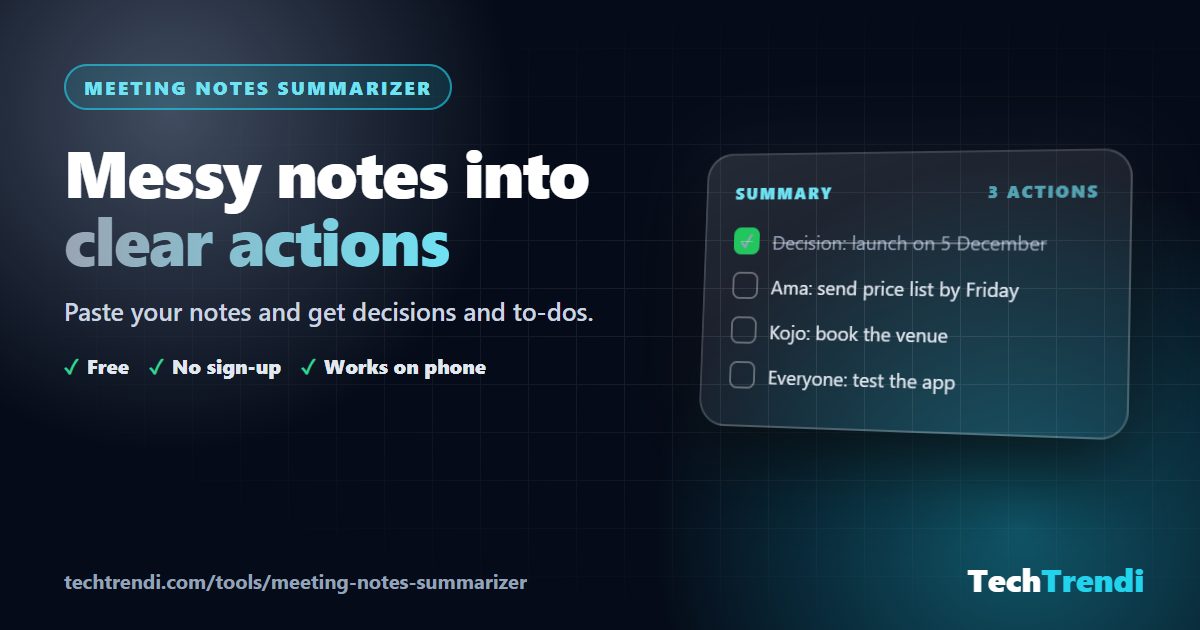 MEETING NOTES SUMMARIZER
Messy notes into
clear actions
Paste your notes and get decisions and to-dos.
✓ Free ✓ No sign-up ✓ Works on phone
SUMMARY 3 ACTIONS
✓ Decision: launch on 5 December
Ama: send price list by Friday
Kojo: book the venue
Everyone: test the app
techtrendi.com/tools/meeting-notes-summarizer
TechTrendi